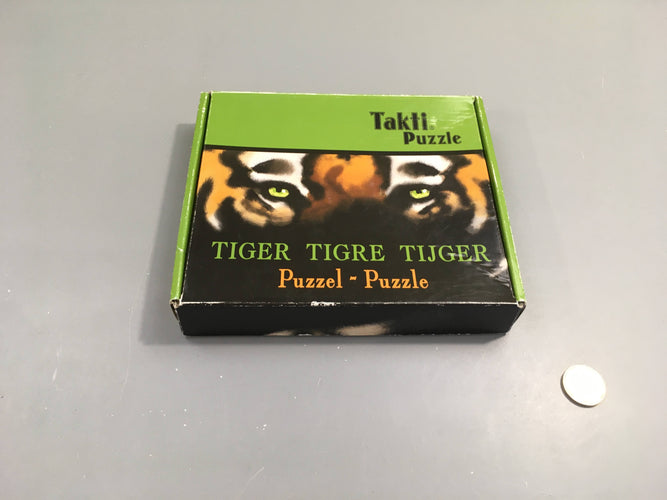 Takti
Puzzle
TIGER TIGRE TIJGER
Puzzel - Puzzle